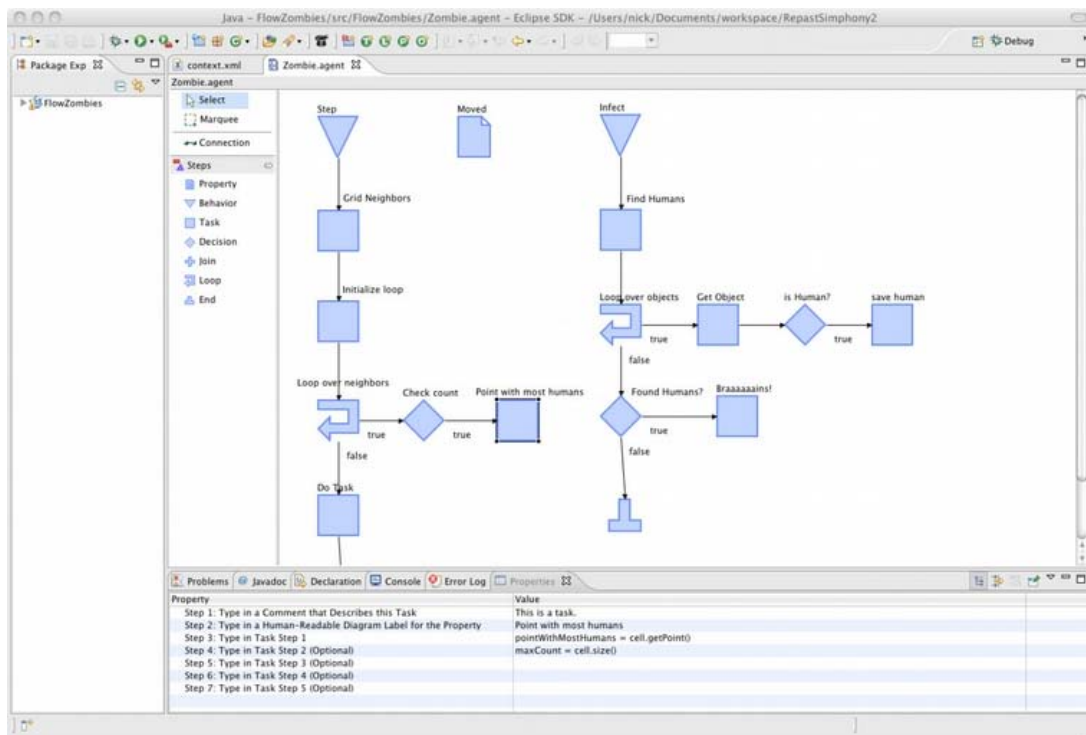 Java – FlowZombies/src/FlowZombies/Zombie.agent – Eclipse SDK – /Users/nick/Documents/workspace/RepastSimphony2
Debug
Package Exp
context.xml
Zombie.agent
Zombie.agent
FlowZombies
Select
Marquee
Connection
Steps
Property
Behavior
Task
Decision
Join
Loop
End
Step
Moved
Infect
Grid Neighbors
Find Humans
Initialize loop
Loop over objects
Get Object
is Human?
save human
true
true
false
Loop over neighbors
Check count
Point with most humans
Found Humans?
Braaaaaains!
true
true
true
false
false
Do Task
Problems
Javadoc
Declaration
Console
Error Log
Properties
Property
Value
Step 1: Type in a Comment that Describes this Task
This is a task.
Step 2: Type in a Human-Readable Diagram Label for the Property
Point with most humans
Step 3: Type in Task Step 1
pointWithMostHumans = cell.getPoint()
Step 4: Type in Task Step 2 (Optional)
maxCount = cell.size()
Step 5: Type in Task Step 3 (Optional)
Step 6: Type in Task Step 4 (Optional)
Step 7: Type in Task Step 5 (Optional)